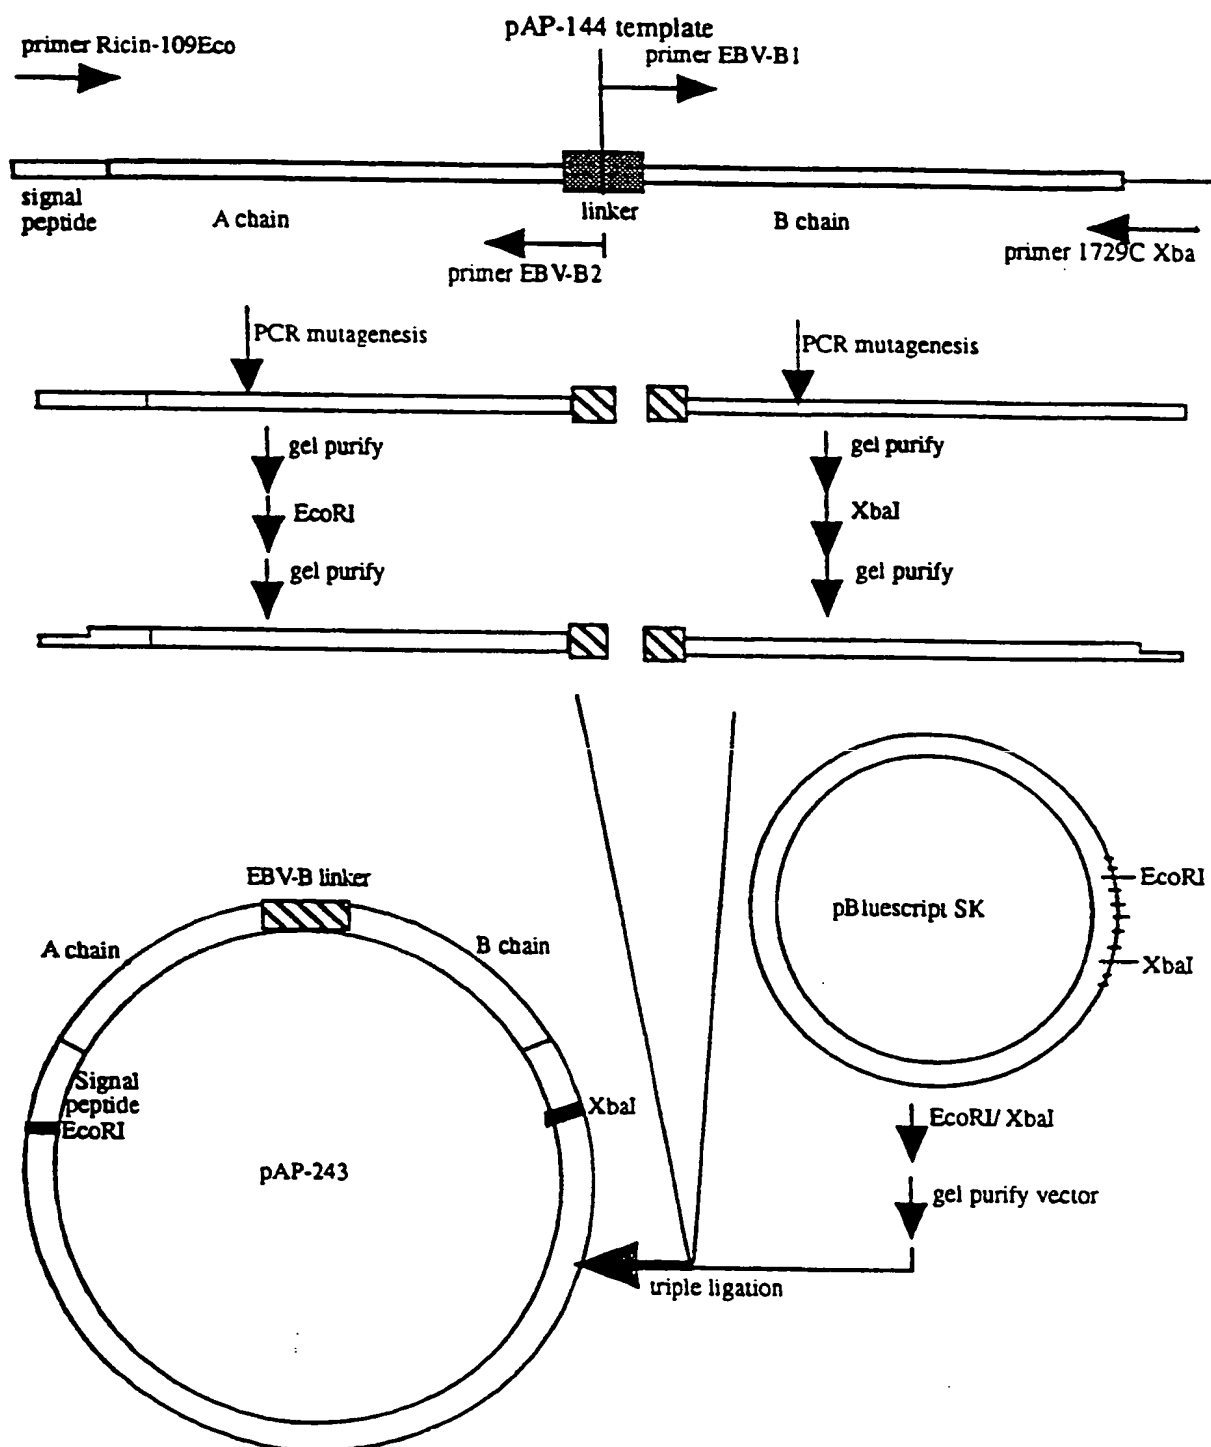 pAP-144 template
primer Ricin-109Eco
primer EBV-B1
signal
peptide
A chain
linker
B chain
primer EBV-B2
primer 1729C Xba
PCR mutagenesis
PCR mutagenesis
gel purify
gel purify
EcoRI
XbaI
gel purify
gel purify
EBV-B linker
A chain
B chain
pBluescript SK
EcoRI
XbaI
Signal
peptide
EcoRI
XbaI
pAP-243
EcoRI/ XbaI
gel purify vector
triple ligation